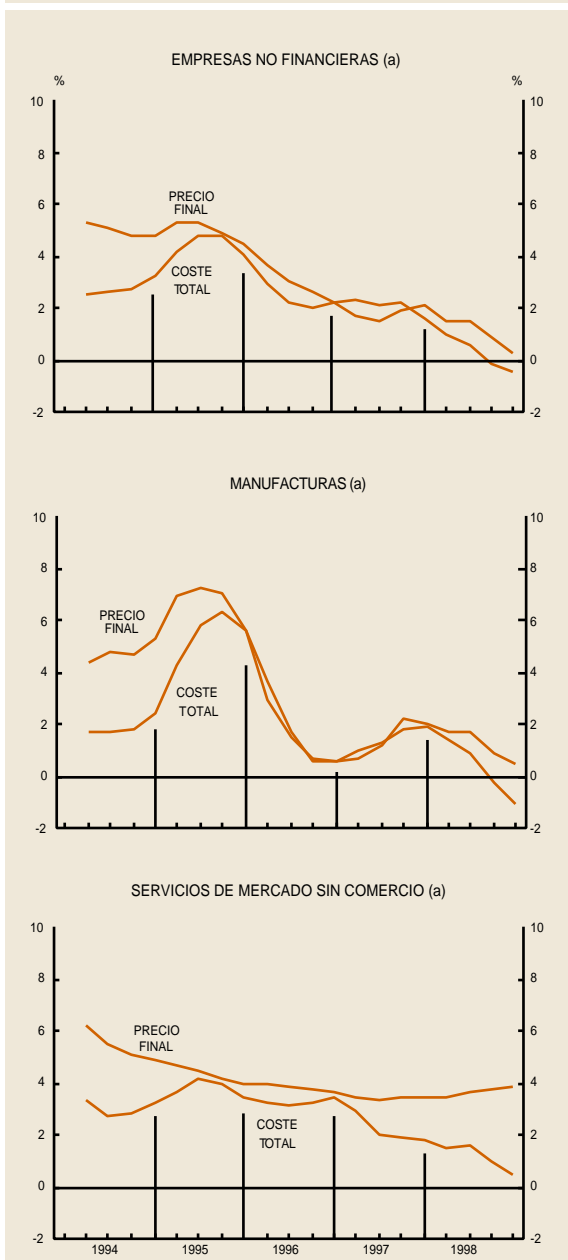 EMPRESAS NO FINANCIERAS (a)
% %
10 10
8 8
PRECIO
FINAL
6 6
4 4
COSTE
TOTAL
2 2
0 0
-2 -2
MANUFACTURAS (a)
10 10
8 8
PRECIO
FINAL
6 6
4 4
COSTE
TOTAL
2 2
0 0
-2 -2
SERVICIOS DE MERCADO SIN COMERCIO (a)
10 10
8 8
6 6
PRECIO
FINAL
4 4
COSTE
TOTAL
2 2
0 0
-2 -2
1994 1995 1996 1997 1998